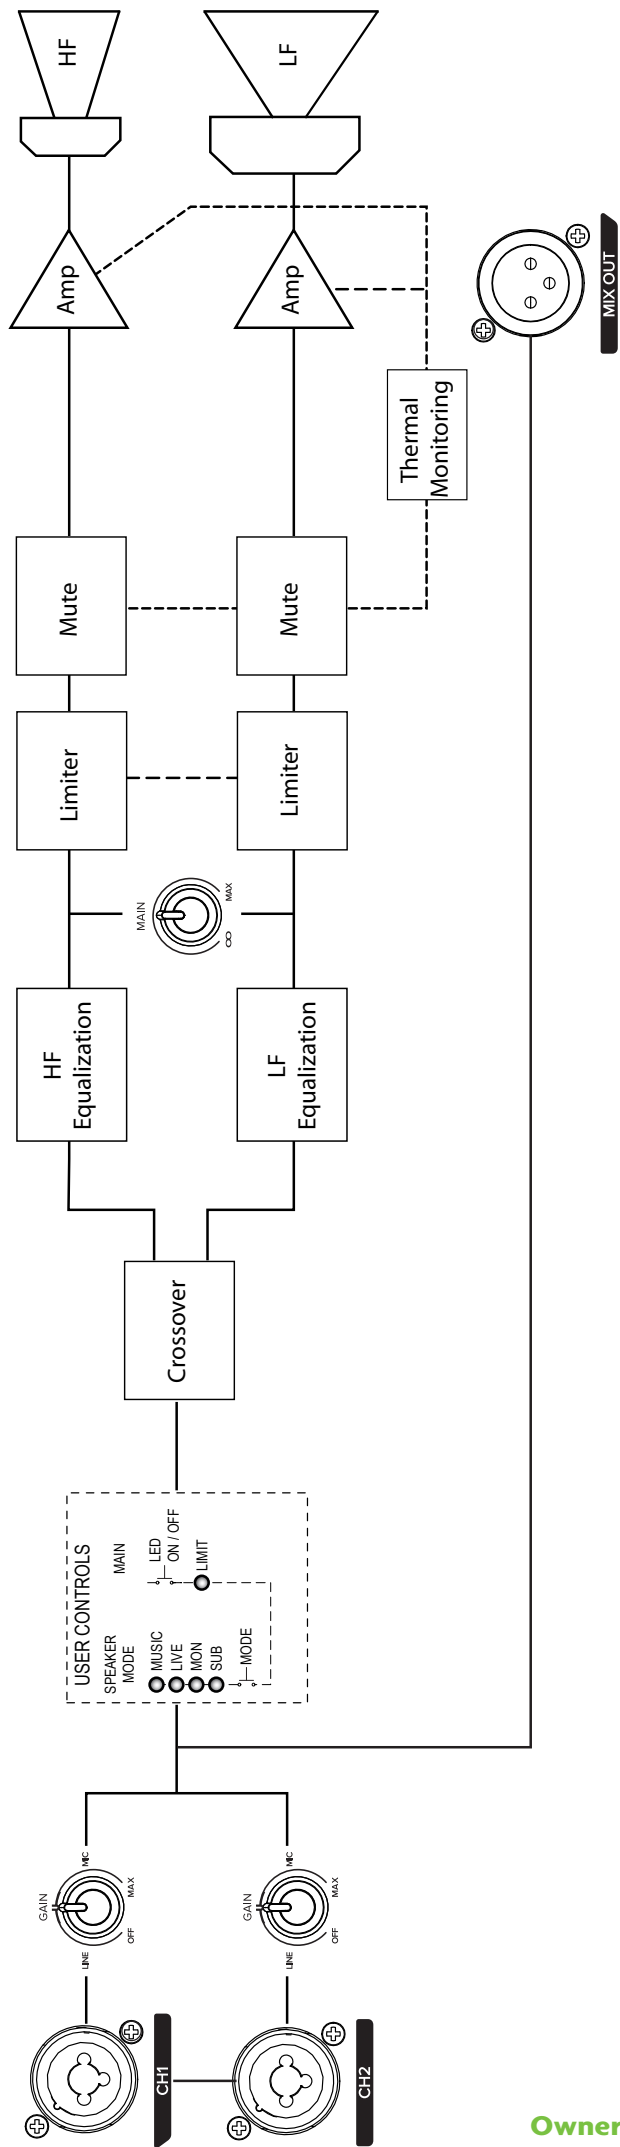 HF
LF
Amp
Amp
MIX OUT
Thermal
Monitoring
Mute
Mute
Limiter
Limiter
MAIN
MAX
∞
HF
Equalization
LF
Equalization
Crossover
USER CONTROLS
SPEAKER
MODE
MUSIC
LIVE
MON
SUB
MODE
MAIN
LED
ON / OFF
LIMIT
GAIN
LINE
MIC
OFF
MAX
GAIN
LINE
MIC
OFF
MAX
CH1
CH2
Owner